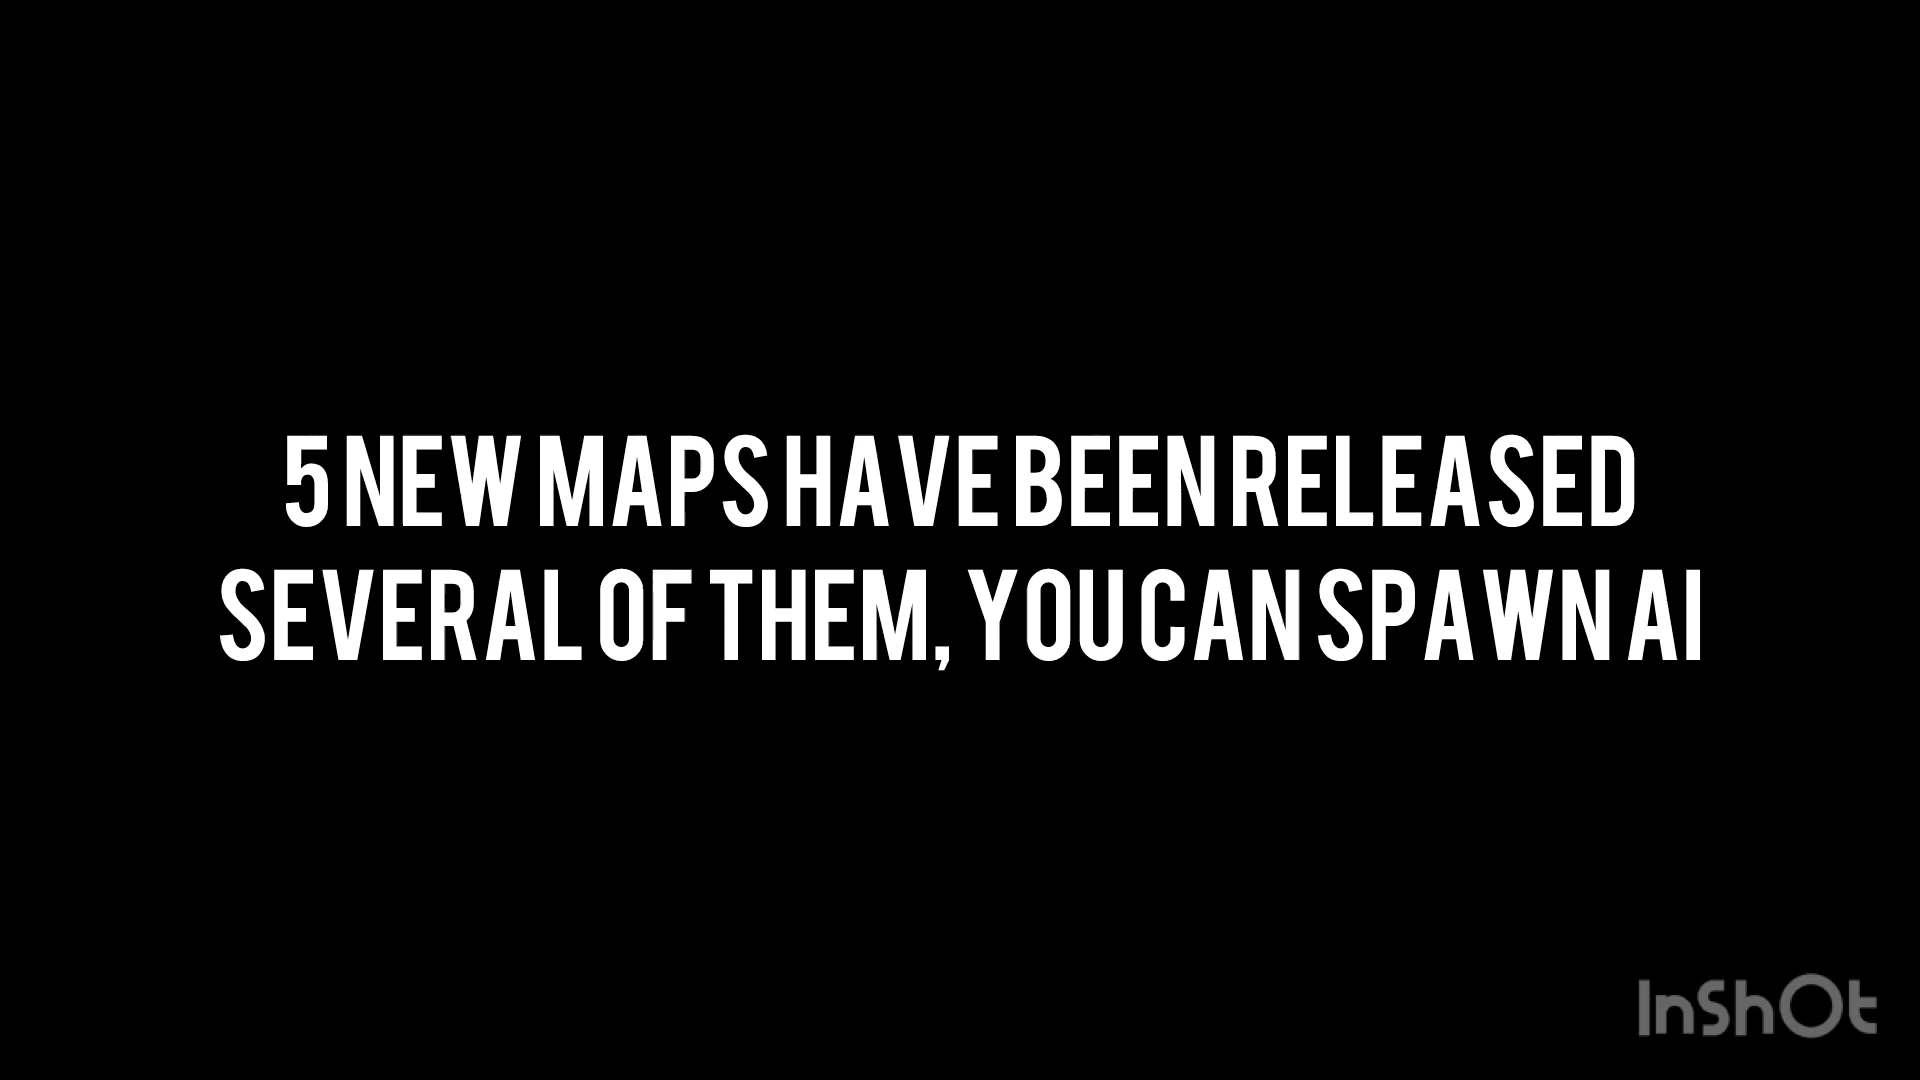 5 NEW MAPS HAVE BEEN RELEASED
SEVERAL OF THEM, YOU CAN SPAWN AI
InShOt